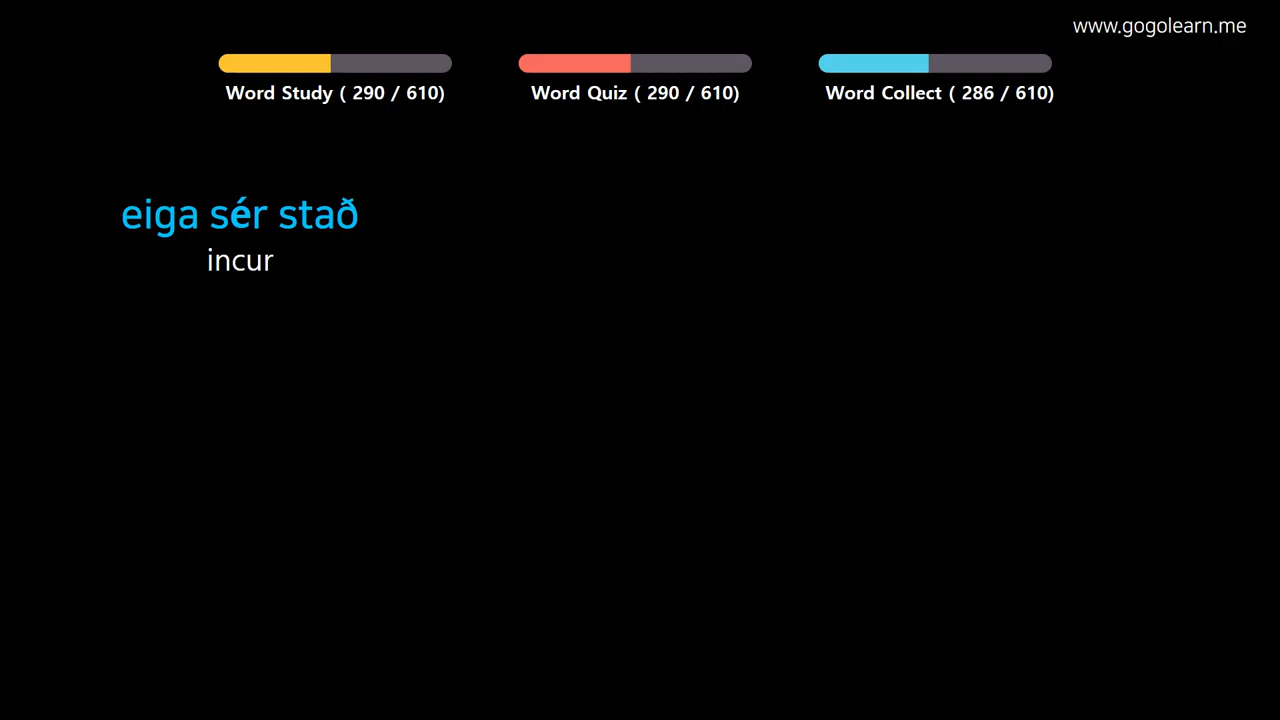 www.gogolearn.me
Word Study ( 290 / 610)
Word Quiz ( 290 / 610)
Word Collect ( 286 / 610)
eiga sér stað
incur